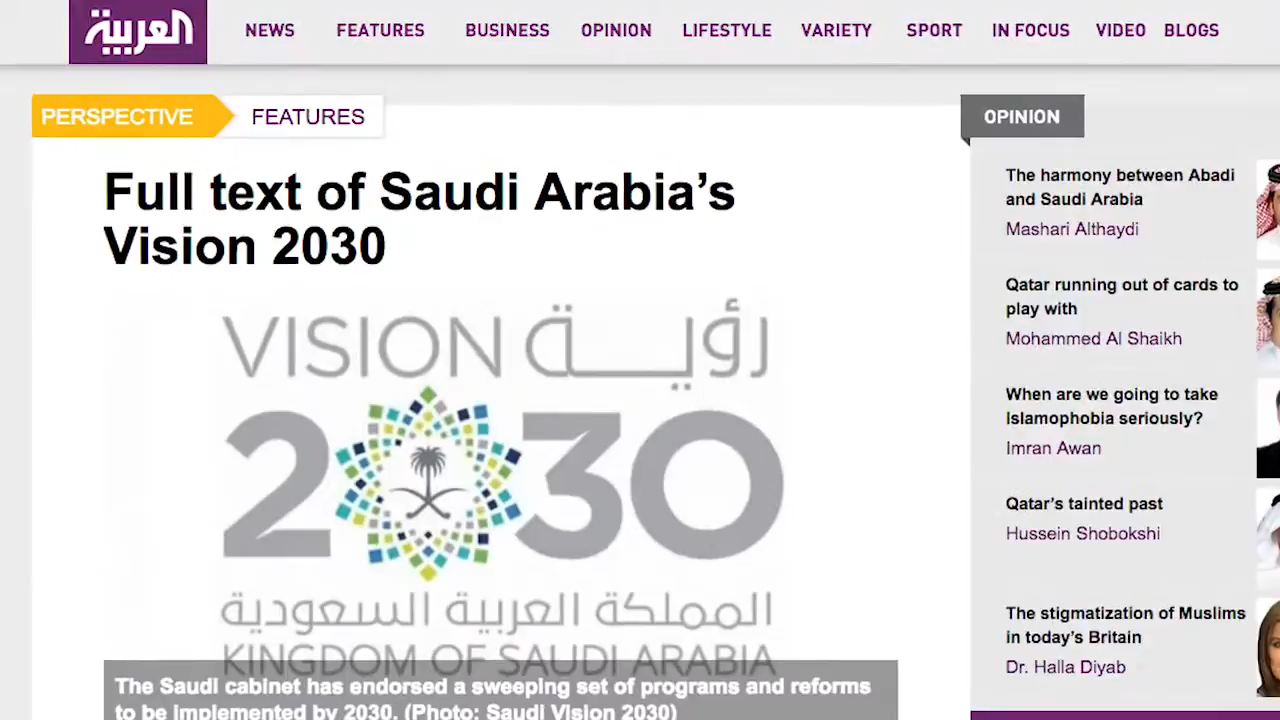 العربية
NEWS FEATURES BUSINESS OPINION LIFESTYLE VARIETY SPORT IN FOCUS VIDEO BLOGS
PERSPECTIVE FEATURES
Full text of Saudi Arabia’s
Vision 2030
VISION رؤيـــة
2030
المملكة العربية السعودية
KINGDOM OF SAUDI ARABIA
The Saudi cabinet has endorsed a sweeping set of programs and reforms
to be implemented by 2030. (Photo: Saudi Vision 2030)
OPINION
The harmony between Abadi
and Saudi Arabia
Mashari Althaydi
Qatar running out of cards to
play with
Mohammed Al Shaikh
When are we going to take
Islamophobia seriously?
Imran Awan
Qatar’s tainted past
Hussein Shobokshi
The stigmatization of Muslims
in today’s Britain
Dr. Halla Diyab